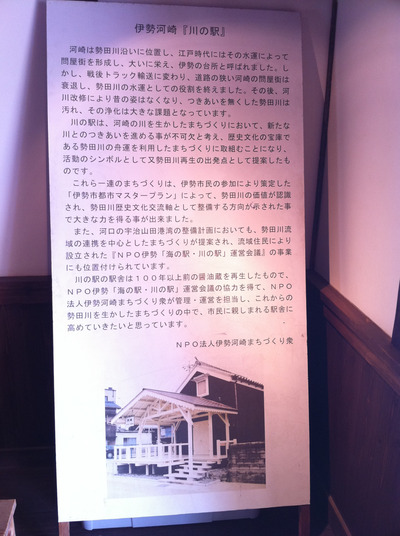 伊勢河崎『川の駅』
河崎は勢田川沿いに位置し、江戸時代にはその水運によって
問屋街を形成し、大いに栄え、伊勢の台所と呼ばれました。し
かし、戦後トラック輸送に変わり、道路の狭い河崎の問屋街は
衰退し、勢田川の水運としての役割を終えました。その後、河
川改修により昔の姿はなくなり、つきあいを無くした勢田川は
汚れ、その浄化は大きな課題となっています。
川の駅は、河崎の川を生かしたまちづくりにおいて、新たな
川とのつきあいを進める事が不可欠と考え、歴史文化の宝庫で
ある勢田川の舟運を利用したまちづくりに取組むことになり、
活動のシンボルとして又勢田川再生の出発点として提案したも
のです。
これら一連のまちづくりは、伊勢市民の参加により策定した
「伊勢市都市マスタープラン」によって、勢田川の価値が認識
され、勢田川歴史文化交流軸として整備する方向が示された事
で大きな力を得る事が出来ました。
また、河口の宇治山田港湾の整備計画においても、勢田川流
域の連携を中心としたまちづくりが提案され、流域住民により
設立された『NPO伊勢「海の駅・川の駅」運営会議』の事業
にも位置付けられています。
川の駅の駅舎は１００年以上前の醤油蔵を再生したもので、
NPO伊勢「海の駅・川の駅」運営会議の協力を得て、NPO
法人伊勢河崎まちづくり衆が管理・運営を担当し、これからの
勢田川を生かしたまちづくりの中で、市民に親しまれる駅舎に
高めていきたいと思っています。
NPO法人伊勢河崎まちづくり衆